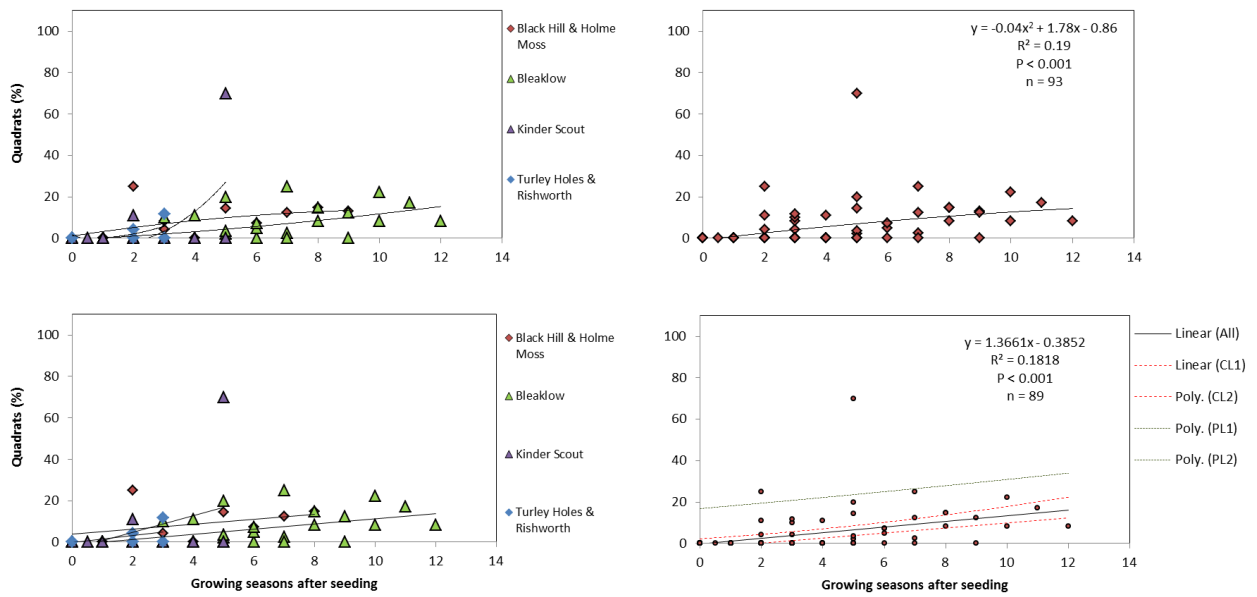 Quadrats (%)
100
80
60
40
20
0
0 2 4 6 8 10 12 14
Black Hill & Holme
Moss
Bleaklow
Kinder Scout
Turley Holes &
Rishworth
100
80
60
40
20
0
0 2 4 6 8 10 12 14
y = -0.04x² + 1.78x - 0.86
R² = 0.19
P < 0.001
n = 93
Quadrats (%)
100
80
60
40
20
0
0 2 4 6 8 10 12 14
Growing seasons after seeding
Black Hill & Holme
Moss
Bleaklow
Kinder Scout
Turley Holes &
Rishworth
100
80
60
40
20
0
0 2 4 6 8 10 12 14
Growing seasons after seeding
y = 1.3661x - 0.3852
R² = 0.1818
P < 0.001
n = 89
Linear (All)
Linear (CL1)
Poly. (CL2)
Poly. (PL1)
Poly. (PL2)